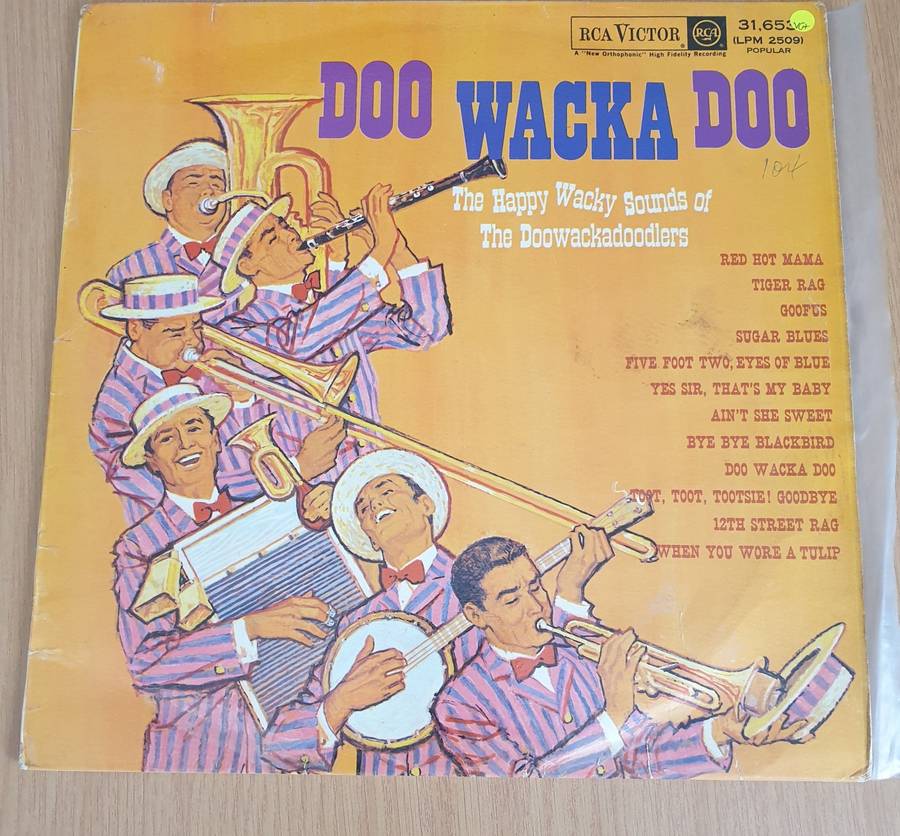 RCA VICTOR RCA
A "New Orthophonic" High Fidelity Recording
31,653 VG+
(LPM 2509)
POPULAR
DOO WACKA DOO
104
The Happy Wacky Sounds of
The Doowackadoodlers
RED HOT MAMA
TIGER RAG
GOOFUS
SUGAR BLUES
FIVE FOOT TWO, EYES OF BLUE
YES SIR, THAT'S MY BABY
AIN'T SHE SWEET
BYE BYE BLACKBIRD
DOO WACKA DOO
TOOT, TOOT, TOOTSIE! GOODBYE
12TH STREET RAG
WHEN YOU WORE A TULIP